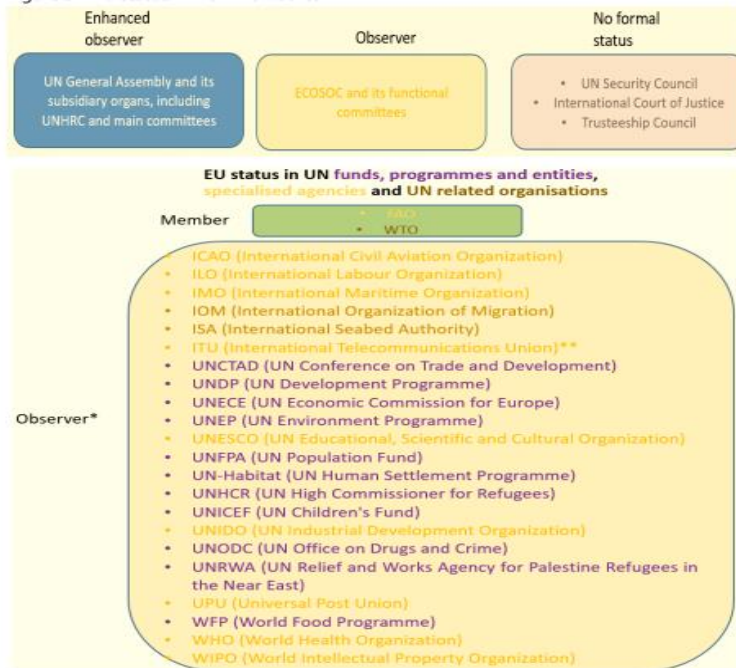 Enhanced
observer
Observer
No formal
status
UN General Assembly and its
subsidiary organs, including
UNHRC and main committees
ECOSOC and its functional
committees
• UN Security Council
• International Court of Justice
• Trusteeship Council
EU status in UN funds, programmes and entities,
specialised agencies and UN related organisations
Member
• FAO
• WTO
Observer*
• ICAO (International Civil Aviation Organization)
• ILO (International Labour Organization)
• IMO (International Maritime Organization)
• IOM (International Organization of Migration)
• ISA (International Seabed Authority)
• ITU (International Telecommunications Union)**
• UNCTAD (UN Conference on Trade and Development)
• UNDP (UN Development Programme)
• UNECE (UN Economic Commission for Europe)
• UNEP (UN Environment Programme)
• UNESCO (UN Educational, Scientific and Cultural Organization)
• UNFPA (UN Population Fund)
• UN-Habitat (UN Human Settlement Programme)
• UNHCR (UN High Commissioner for Refugees)
• UNICEF (UN Children's Fund)
• UNIDO (UN Industrial Development Organization)
• UNODC (UN Office on Drugs and Crime)
• UNRWA (UN Relief and Works Agency for Palestine Refugees in
the Near East)
• UPU (Universal Post Union)
• WFP (World Food Programme)
• WHO (World Health Organization)
• WIPO (World Intellectual Property Organization)